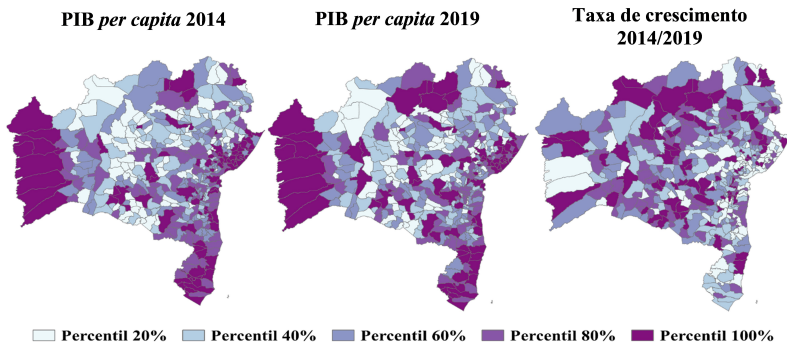 PIB per capita 2014
PIB per capita 2019
Taxa de crescimento
2014/2019
Percentil 20%
Percentil 40%
Percentil 60%
Percentil 80%
Percentil 100%